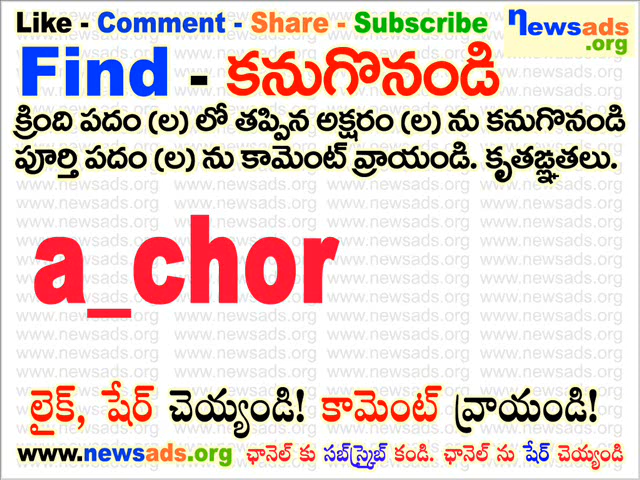 Like - Comment - Share - Subscribe
newsads
.org
Find - కనుగొనండి
క్రింది పదం (ల) లో తప్పిన అక్షరం (ల) ను కనుగొనండి
పూర్తి పదం (ల) ను కామెంట్ వ్రాయండి. కృతఙ్ఞతలు.
a_chor
లైక్, షేర్ చెయ్యండి! కామెంట్ వ్రాయండి!
www.newsads.org ఛానెల్ కు సబ్‌స్క్రైబ్ కండి. ఛానెల్ ను షేర్ చెయ్యండి